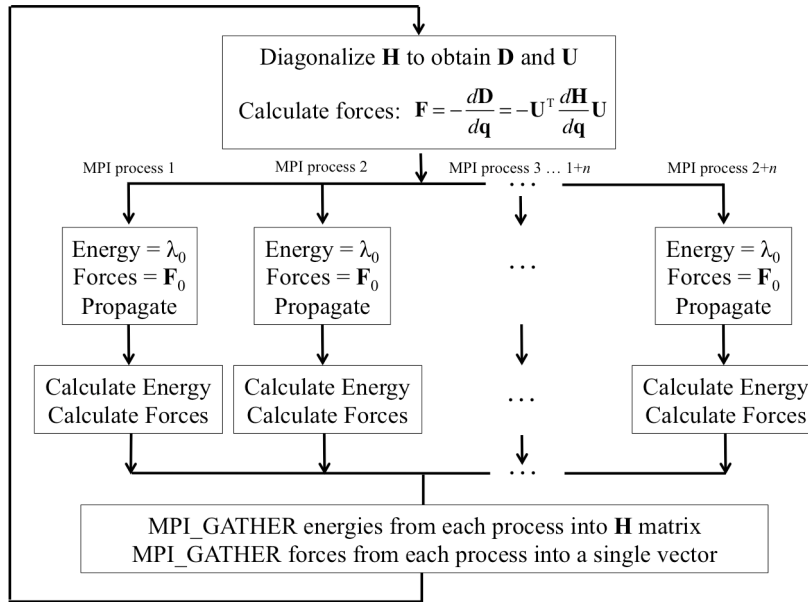 Diagonalize H to obtain D and U
Calculate forces: F = −dD/dq = −Uᵀ dH/dq U
MPI process 1 MPI process 2 MPI process 3 … 1+n MPI process 2+n
…
Energy = λ₀ Energy = λ₀ Energy = λ₀
Forces = F₀ Forces = F₀ … Forces = F₀
Propagate Propagate Propagate
Calculate Energy Calculate Energy … Calculate Energy
Calculate Forces Calculate Forces Calculate Forces
…
MPI_GATHER energies from each process into H matrix
MPI_GATHER forces from each process into a single vector